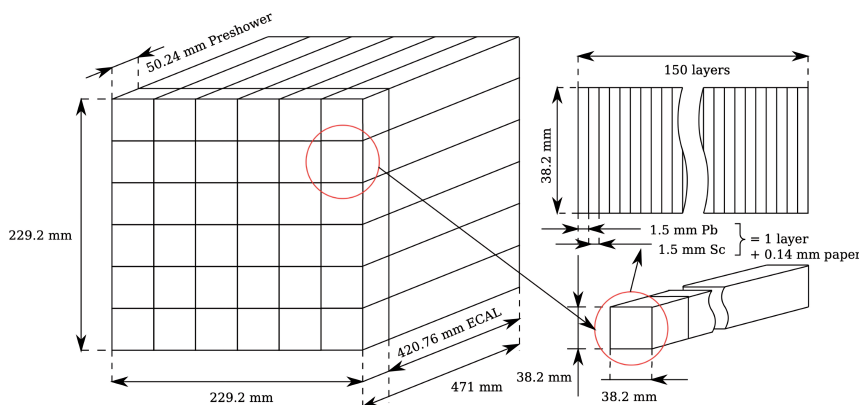 50.24 mm Preshower
229.2 mm
229.2 mm
420.76 mm ECAL
471 mm
150 layers
38.2 mm
1.5 mm Pb
1.5 mm Sc
= 1 layer
+ 0.14 mm paper
38.2 mm
38.2 mm